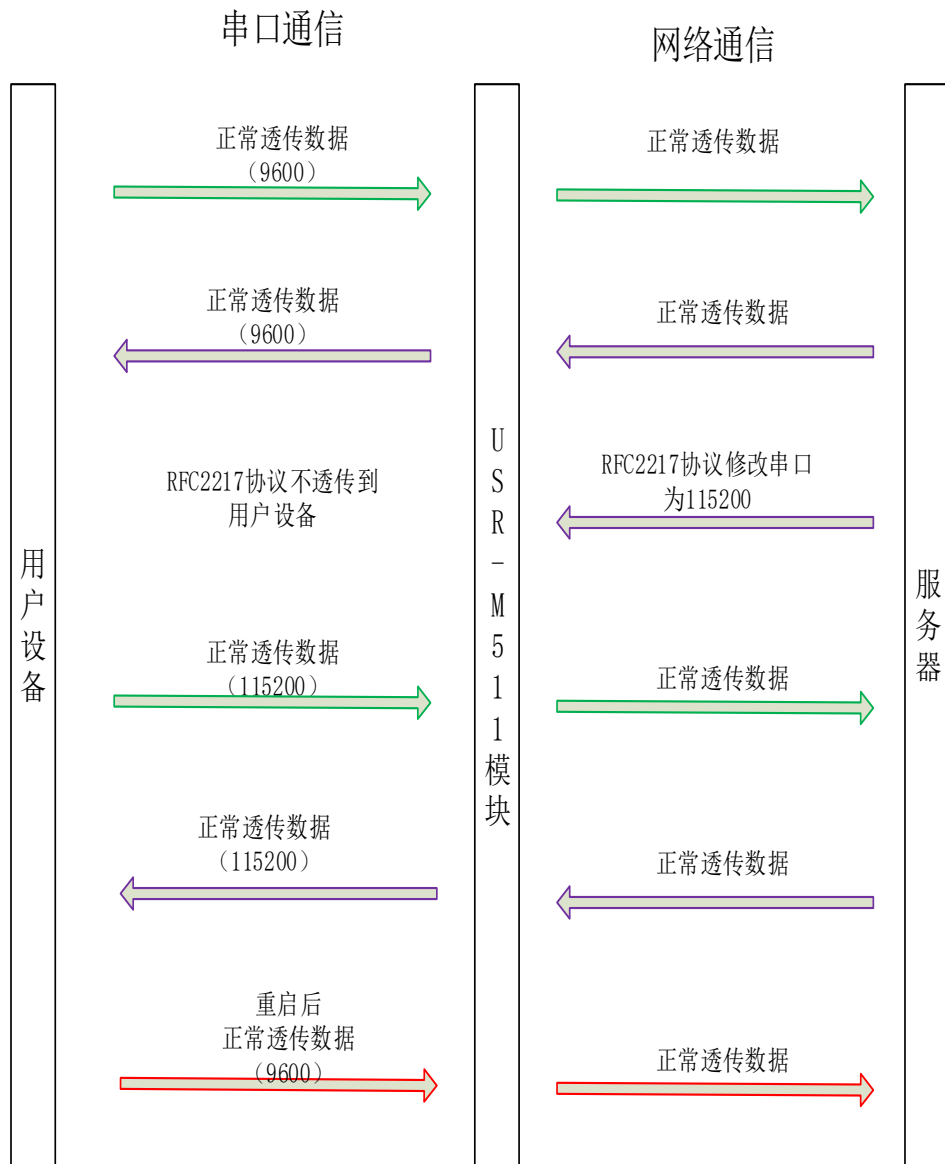 串口通信
网络通信
正常透传数据
（9600）
正常透传数据
正常透传数据
（9600）
正常透传数据
RFC2217协议不透传到
用户设备
RFC2217协议修改串口
为115200
用户设备
USR-M511模块
服务器
正常透传数据
（115200）
正常透传数据
正常透传数据
（115200）
正常透传数据
重启后
正常透传数据
（9600）
正常透传数据